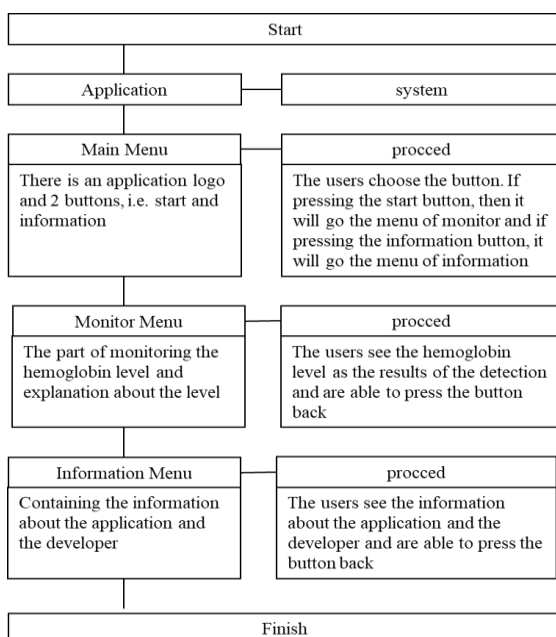 Start
Application
system
Main Menu
There is an application logo
and 2 buttons, i.e. start and
information
procced
The users choose the button. If
pressing the start button, then it
will go the menu of monitor and if
pressing the information button, it
will go the menu of information
Monitor Menu
The part of monitoring the
hemoglobin level and
explanation about the level
procced
The users see the hemoglobin
level as the results of the detection
and are able to press the button
back
Information Menu
Containing the information
about the application and
the developer
procced
The users see the information
about the application and the
developer and are able to press the
button back
Finish